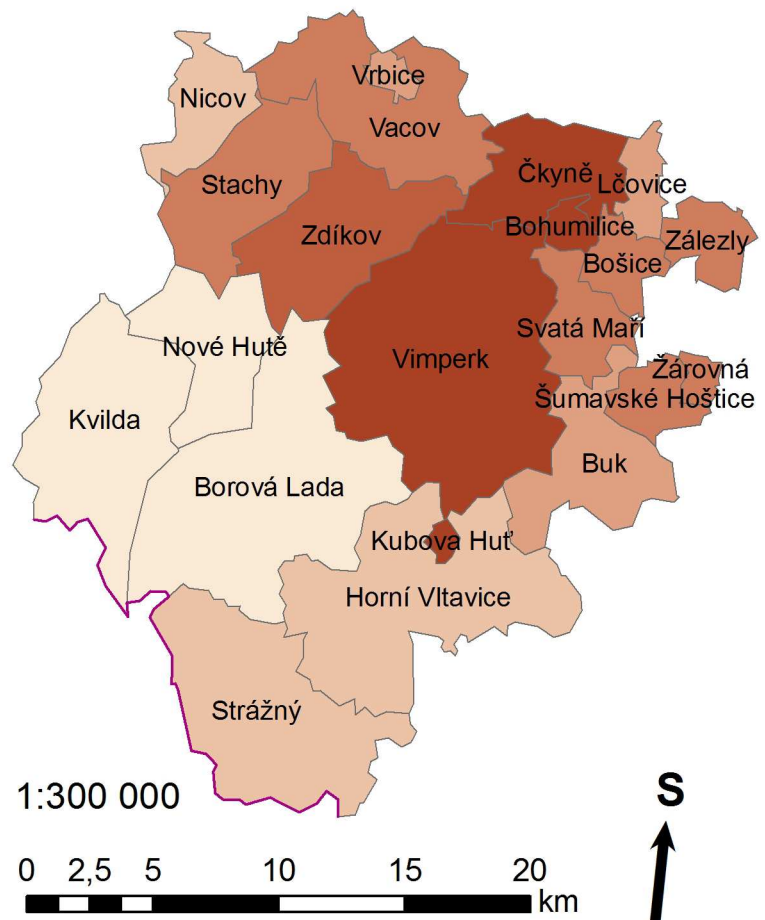 Vrbice
Nicov
Vacov
Čkyně
Stachy
Lčovice
Bohumilice
Zdíkov
Zálezly
Bošice
Svatá Maří
Nové Hutě
Vimperk
Žárovná
Šumavské Hoštice
Kvilda
Buk
Borová Lada
Kubova Huť
Horní Vltavice
Strážný
1:300 000
S
0 2,5 5 10 15 20
km